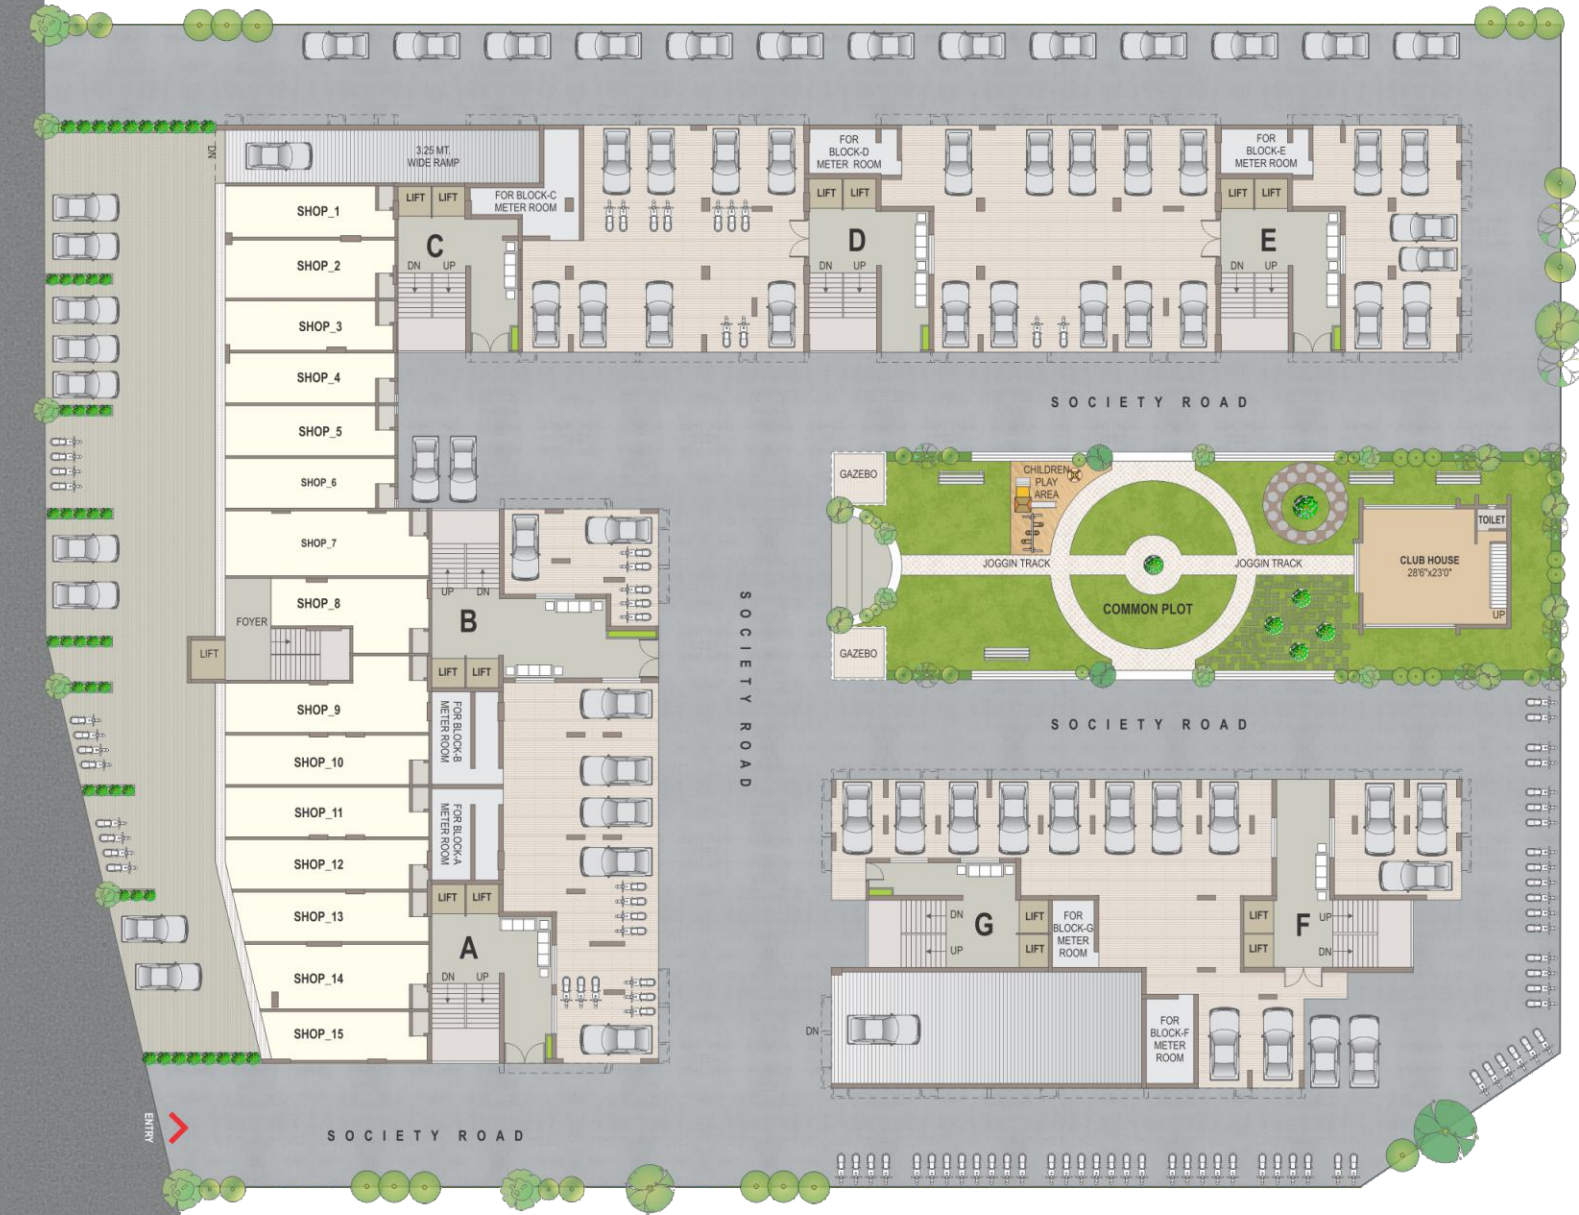 DN
3.25 MT.
WIDE RAMP
FOR
BLOCK-D
METER ROOM
FOR
BLOCK-E
METER ROOM
LIFT
LIFT
FOR BLOCK-C
METER ROOM
LIFT
LIFT
LIFT
LIFT
SHOP_1
C
D
E
SHOP_2
DN
UP
DN
UP
DN
UP
SHOP_3
SHOP_4
SOCIETY ROAD
SHOP_5
SHOP_6
GAZEBO
CHILDREN
PLAY
AREA
TOILET
SHOP_7
CLUB HOUSE
28'6"x23'0"
JOGGIN TRACK
JOGGIN TRACK
UP
DN
SHOP_8
COMMON PLOT
UP
FOYER
B
SOCIETY ROAD
LIFT
GAZEBO
LIFT
LIFT
SHOP_9
FOR BLOCK-B
METER ROOM
SOCIETY ROAD
SHOP_10
SHOP_11
FOR BLOCK-A
METER ROOM
SHOP_12
LIFT
LIFT
SHOP_13
DN
G
UP
LIFT
LIFT
FOR
BLOCK-G
METER
ROOM
LIFT
LIFT
F
UP
DN
A
SHOP_14
DN
UP
SHOP_15
DN
FOR
BLOCK-F
METER
ROOM
ENTRY
SOCIETY ROAD